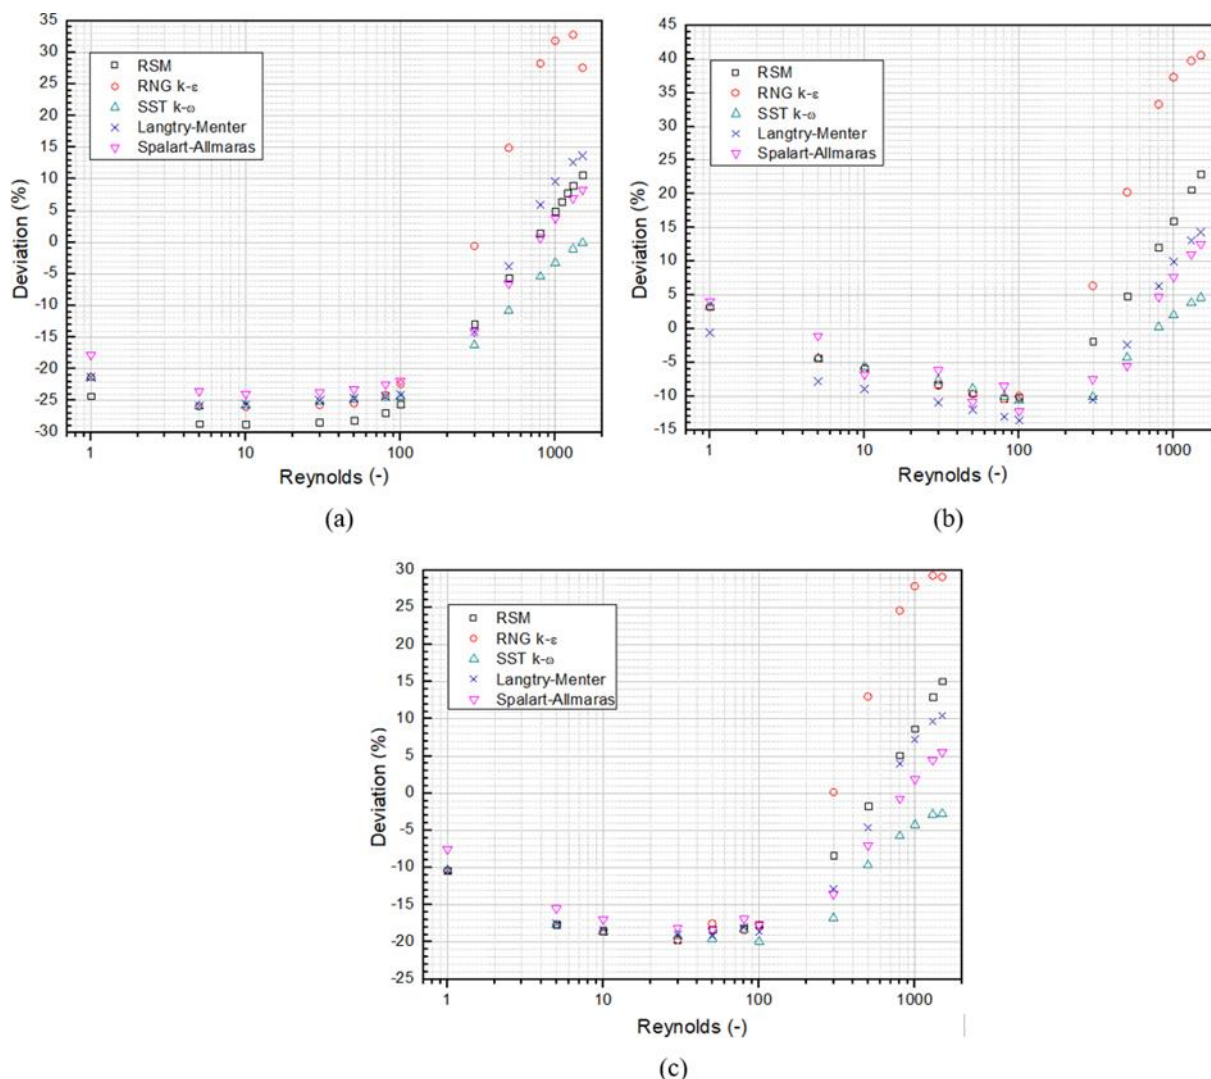 35
30
25
20
15
10
5
0
-5
-10
-15
-20
-25
-30
Deviation (%)
RSM
RNG k-ε
SST k-ω
Langtry-Menter
Spalart-Allmaras
1 10 100 1000
Reynolds (-)
(a)
45
40
35
30
25
20
15
10
5
0
-5
-10
-15
Deviation (%)
RSM
RNG k-ε
SST k-ω
Langtry-Menter
Spalart-Allmaras
1 10 100 1000
Reynolds (-)
(b)
30
25
20
15
10
5
0
-5
-10
-15
-20
-25
Deviation (%)
RSM
RNG k-ε
SST k-ω
Langtry-Menter
Spalart-Allmaras
1 10 100 1000
Reynolds (-)
(c)